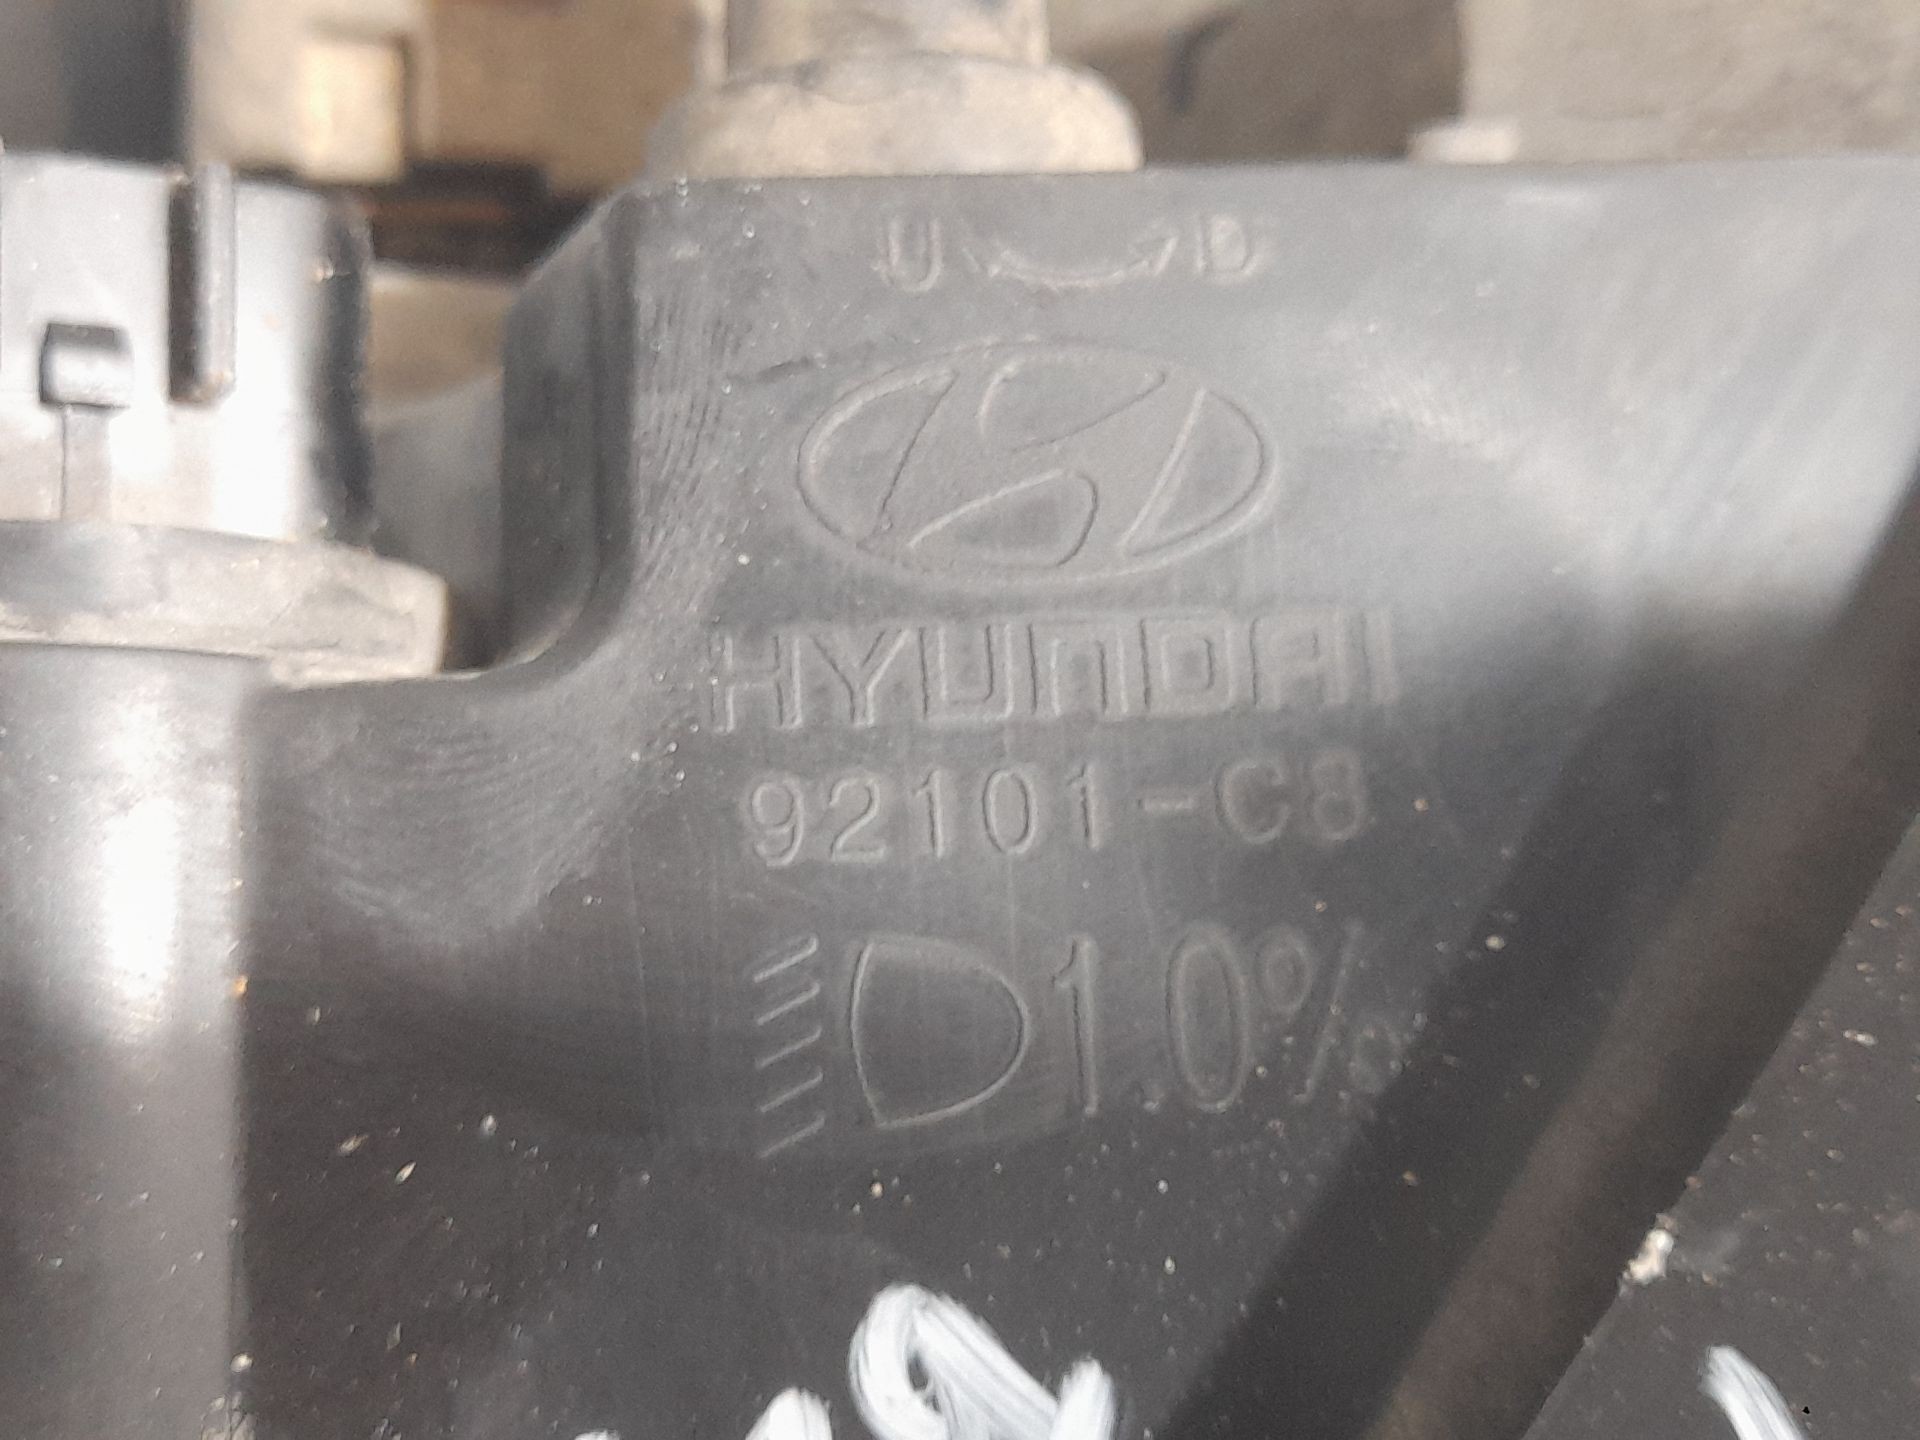 U D
HYUNDAI
92101-C8
1.0%